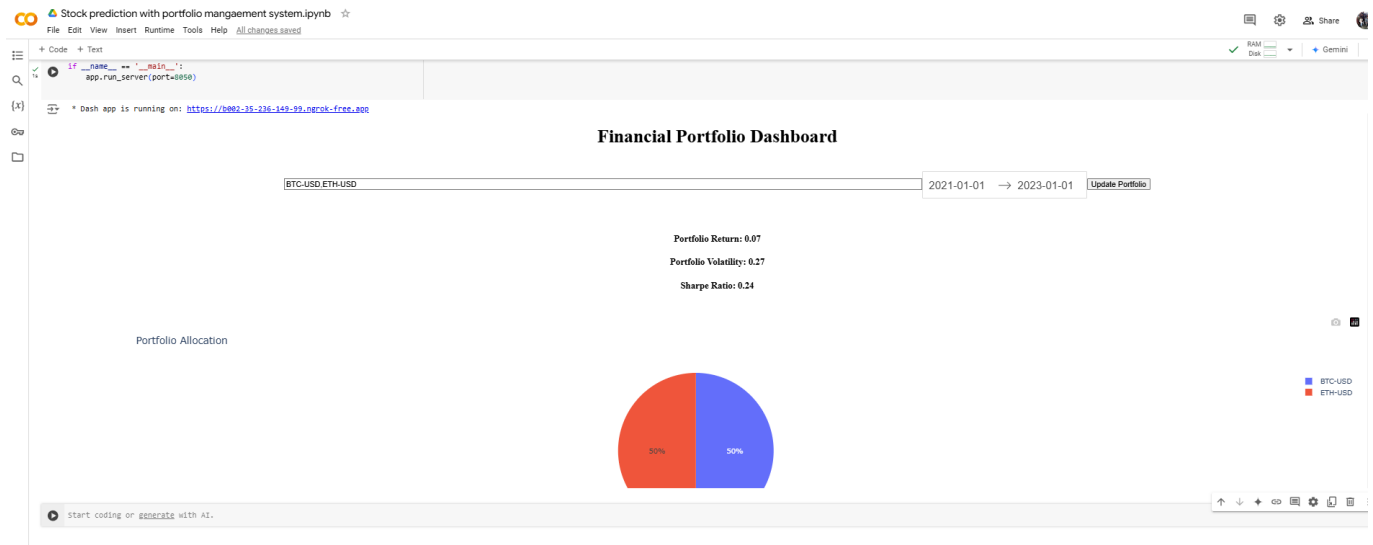 Stock prediction with portfolio mangaement system.ipynb
File Edit View Insert Runtime Tools Help All changes saved
Share
+ Code + Text
RAM
Disk
Gemini
if __name__ == '__main__':
app.run_server(port=8050)
{x}
* Dash app is running on: https://b002-35-236-149-99.ngrok-free.app
Financial Portfolio Dashboard
BTC-USD,ETH-USD
2021-01-01 → 2023-01-01
Update Portfolio
Portfolio Return: 0.07
Portfolio Volatility: 0.27
Sharpe Ratio: 0.24
Portfolio Allocation
BTC-USD
ETH-USD
50% 50%
Start coding or generate with AI.